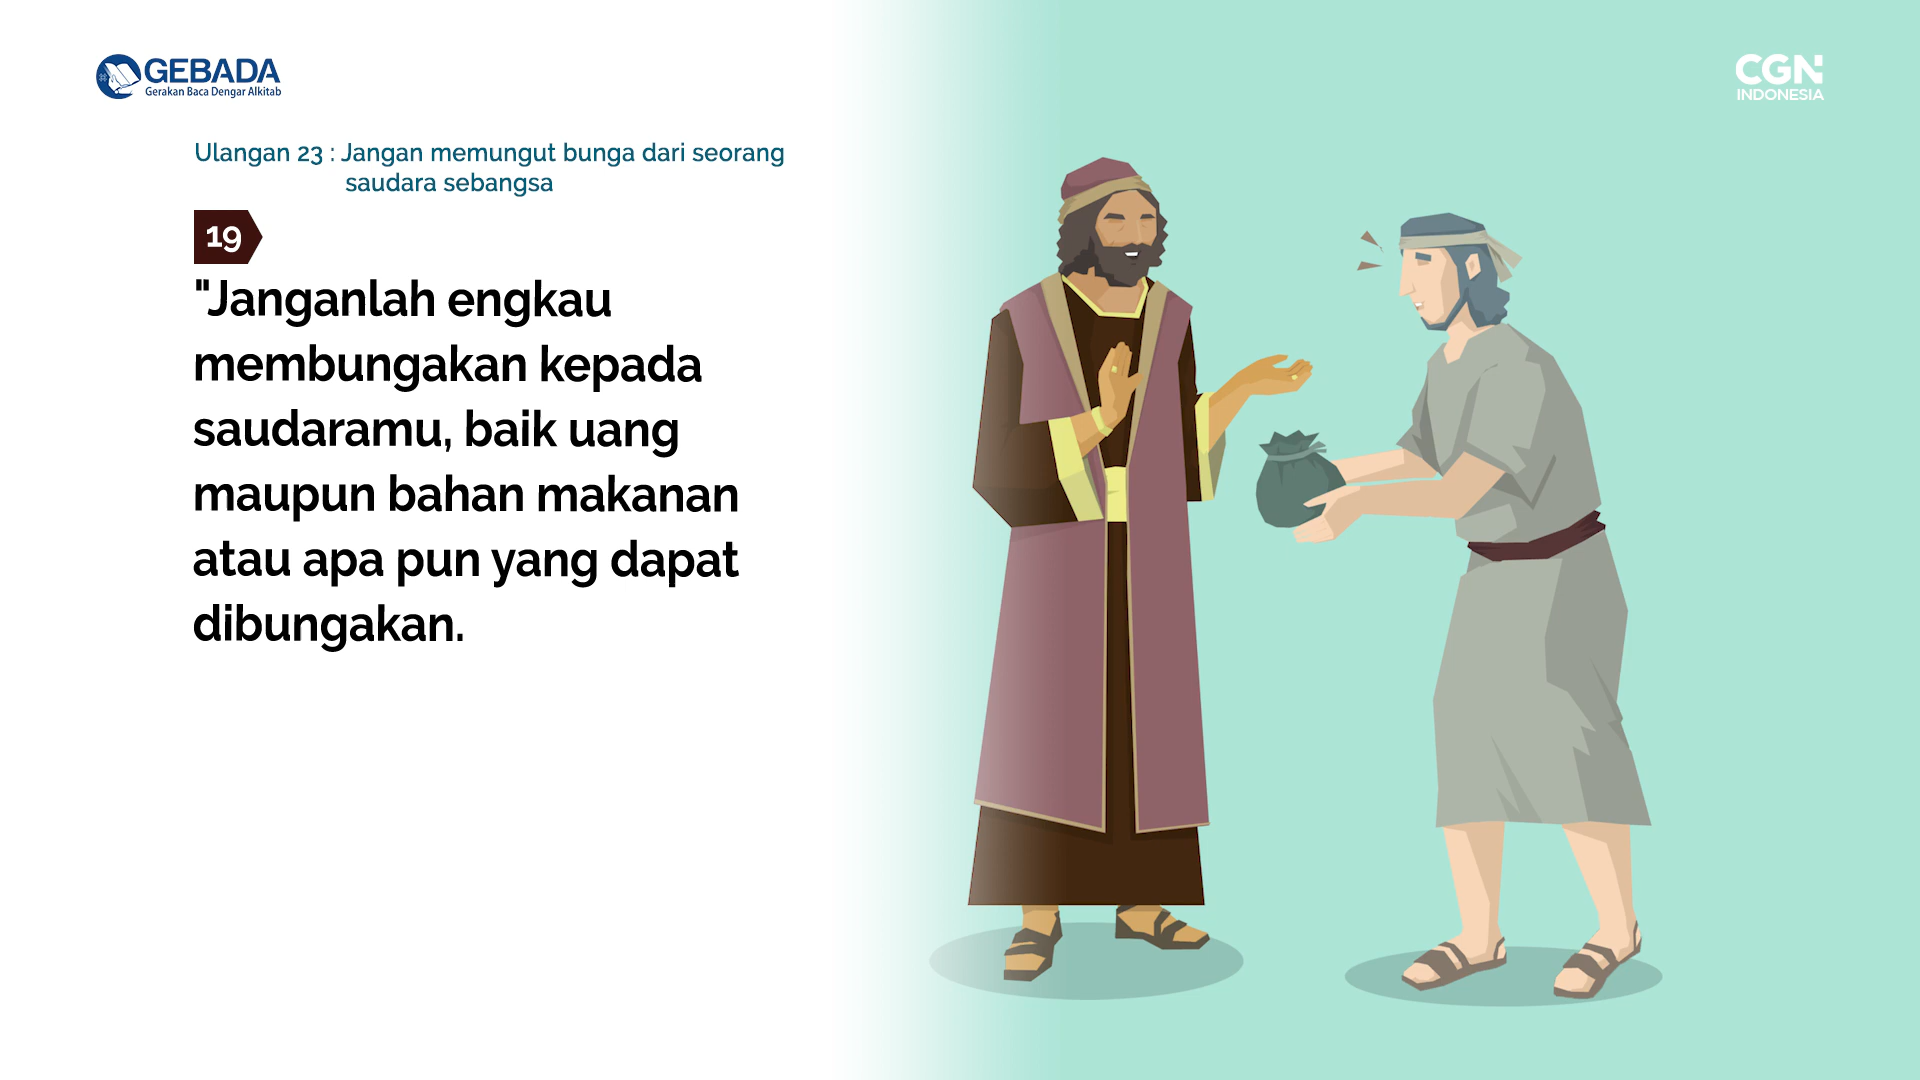 GEBADA
Gerakan Baca Dengar Alkitab
CGN
INDONESIA
Ulangan 23 : Jangan memungut bunga dari seorang
saudara sebangsa
19
"Janganlah engkau
membungakan kepada
saudaramu, baik uang
maupun bahan makanan
atau apa pun yang dapat
dibungakan.